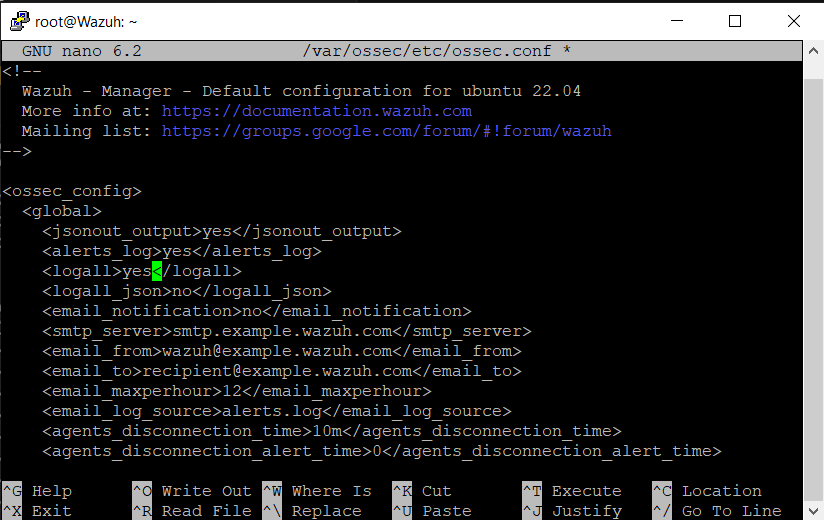 root@Wazuh: ~
GNU nano 6.2 /var/ossec/etc/ossec.conf *
<!--
  Wazuh - Manager - Default configuration for ubuntu 22.04
  More info at: https://documentation.wazuh.com
  Mailing list: https://groups.google.com/forum/#!forum/wazuh
-->
<ossec_config>
  <global>
    <jsonout_output>yes</jsonout_output>
    <alerts_log>yes</alerts_log>
    <logall>yes</logall>
    <logall_json>no</logall_json>
    <email_notification>no</email_notification>
    <smtp_server>smtp.example.wazuh.com</smtp_server>
    <email_from>wazuh@example.wazuh.com</email_from>
    <email_to>recipient@example.wazuh.com</email_to>
    <email_maxperhour>12</email_maxperhour>
    <email_log_source>alerts.log</email_log_source>
    <agents_disconnection_time>10m</agents_disconnection_time>
    <agents_disconnection_alert_time>0</agents_disconnection_alert_time>
^G Help ^O Write Out ^W Where Is ^K Cut ^T Execute ^C Location
^X Exit ^R Read File ^\ Replace ^U Paste ^J Justify ^/ Go To Line